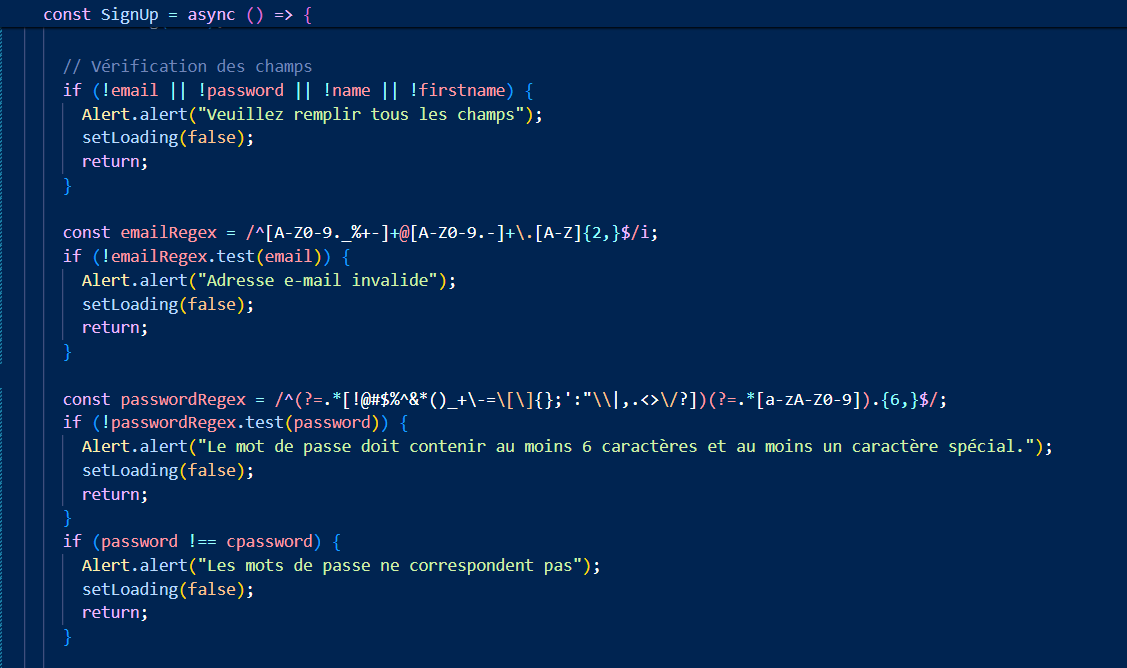 const SignUp = async () => {
// Vérification des champs
if (!email || !password || !name || !firstname) {
Alert.alert("Veuillez remplir tous les champs");
setLoading(false);
return;
}
const emailRegex = /^[A-Z0-9._%+-]+@[A-Z0-9.-]+\.[A-Z]{2,}$/i;
if (!emailRegex.test(email)) {
Alert.alert("Adresse e-mail invalide");
setLoading(false);
return;
}
const passwordRegex = /^(?=.*[!@#$%^&*()_+\-=\[\]{};':"\\|,.<>\/?])(?=.*[a-zA-Z0-9]).{6,}$/;
if (!passwordRegex.test(password)) {
Alert.alert("Le mot de passe doit contenir au moins 6 caractères et au moins un caractère spécial.");
setLoading(false);
return;
}
if (password !== cpassword) {
Alert.alert("Les mots de passe ne correspondent pas");
setLoading(false);
return;
}